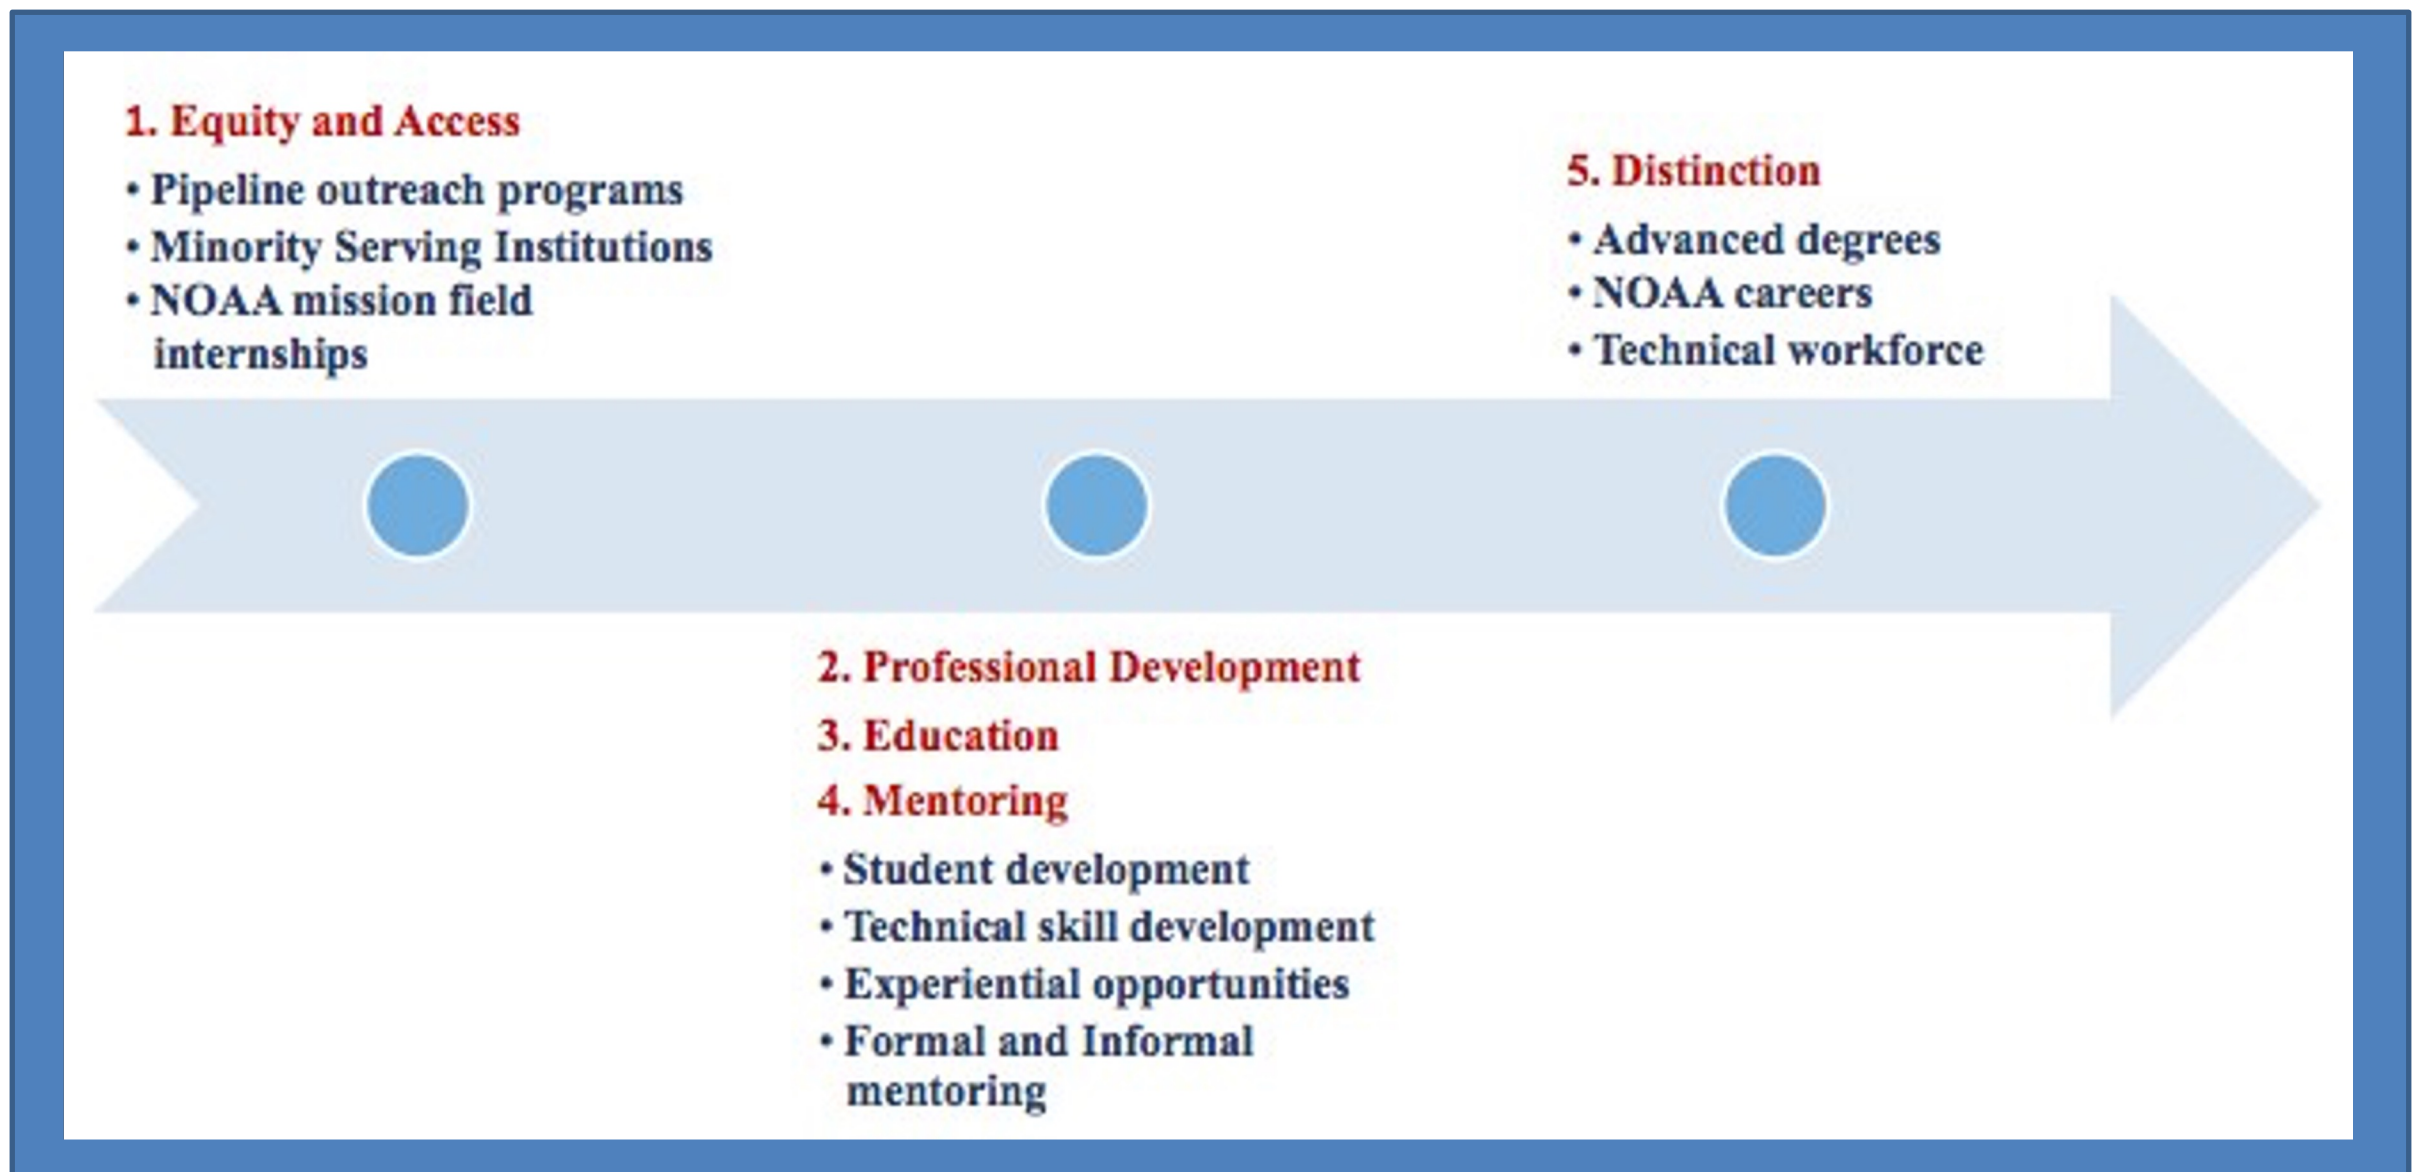 1. Equity and Access
• Pipeline outreach programs
• Minority Serving Institutions
• NOAA mission field
internships
2. Professional Development
3. Education
4. Mentoring
• Student development
• Technical skill development
• Experiential opportunities
• Formal and Informal
mentoring
5. Distinction
• Advanced degrees
• NOAA careers
• Technical workforce